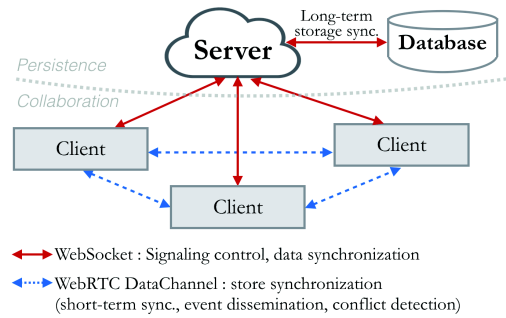 Long-term
storage sync.
Server
Database
Persistence
Collaboration
Client
Client
Client
WebSocket : Signaling control, data synchronization
WebRTC DataChannel : store synchronization
(short-term sync., event dissemination, conflict detection)